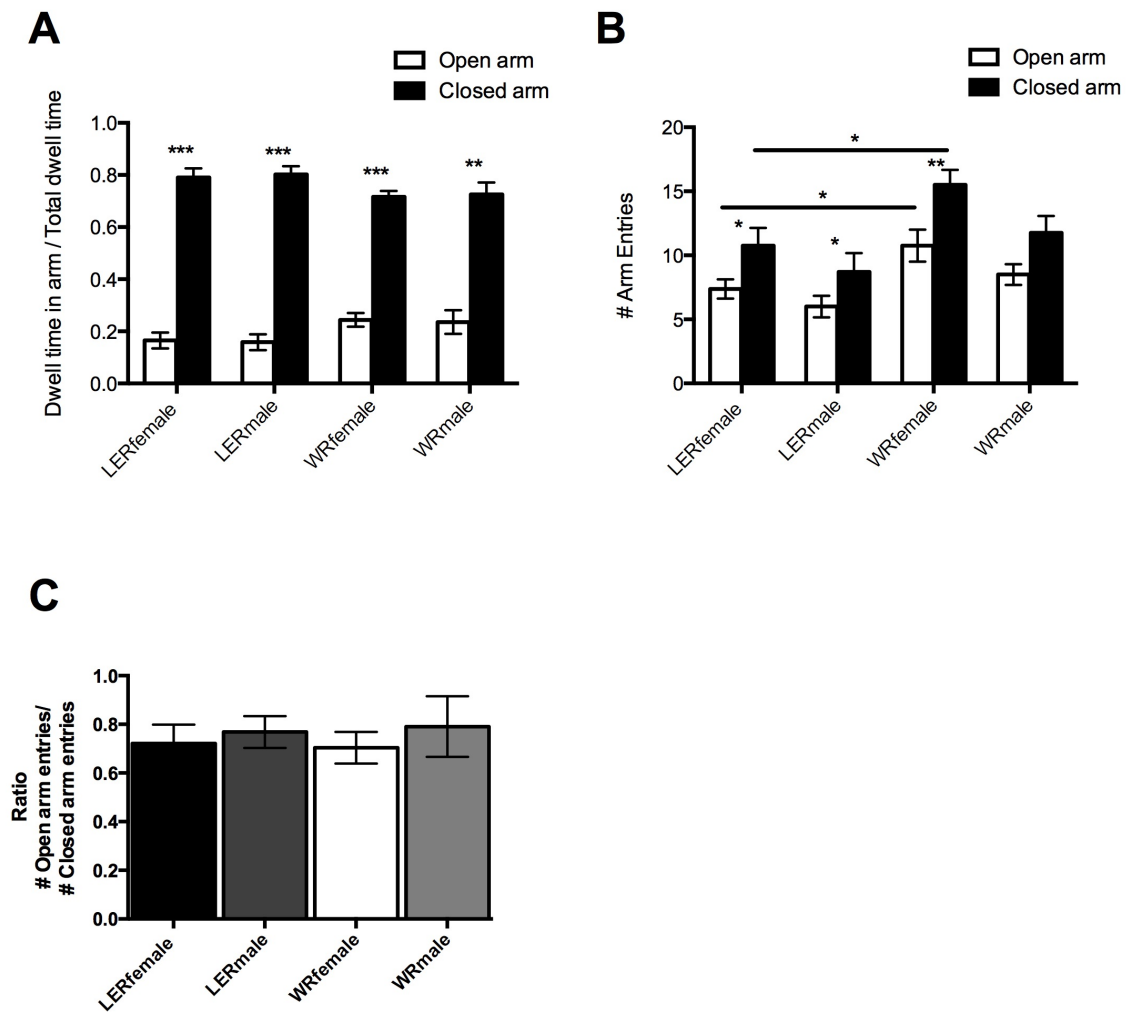 A
Open arm
Closed arm
Dwell time in arm / Total dwell time
1.0
0.8
0.6
0.4
0.2
0.0
***
***
***
**
LERfemale
LERmale
WRfemale
WRmale
B
Open arm
Closed arm
# Arm Entries
20
15
10
5
0
*
**
*
*
*
LERfemale
LERmale
WRfemale
WRmale
C
Ratio
# Open arm entries/
# Closed arm entries
1.0
0.8
0.6
0.4
0.2
0.0
LERfemale
LERmale
WRfemale
WRmale